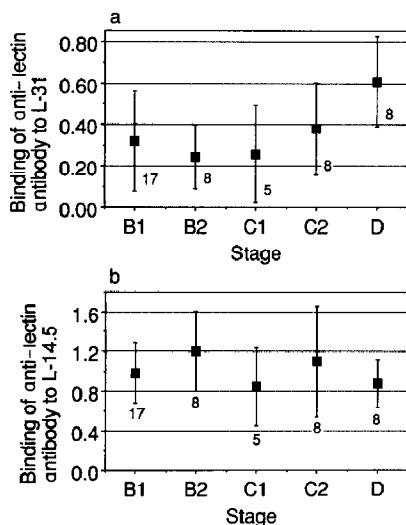 a
Binding of anti-lectin
antibody to L-31
0.80
0.60
0.40
0.20
0.00
17
8
5
8
8
B1 B2 C1 C2 D
Stage
b
Binding of anti-lectin
antibody to L-14.5
1.6
1.2
0.8
0.4
0.0
17
8
5
8
8
B1 B2 C1 C2 D
Stage